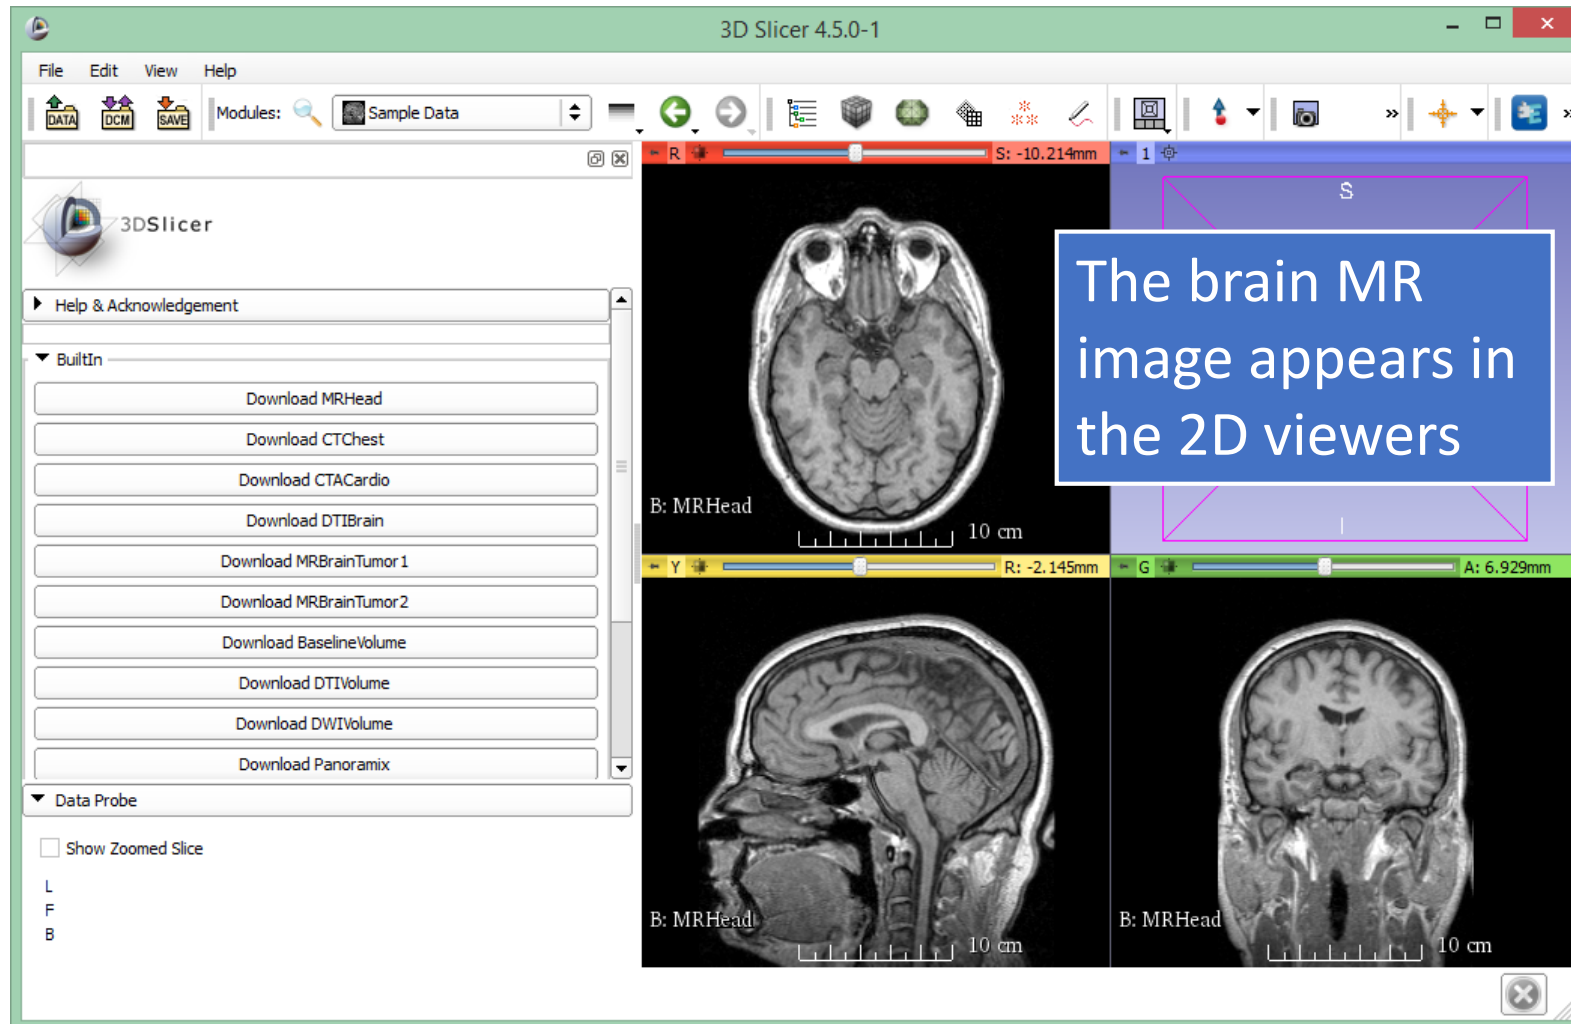 3D Slicer 4.5.0-1
File Edit View Help
DATA DCM SAVE Modules: Sample Data
R S: -10.214mm 1
3DSlicer
S
The brain MR
image appears in
the 2D viewers
Help & Acknowledgement
BuiltIn
Download MRHead
Download CTChest
Download CTACardio
Download DTIBrain
B: MRHead
10 cm
I
Download MRBrainTumor1
Y R: -2.145mm G A: 6.929mm
Download MRBrainTumor2
Download BaselineVolume
Download DTIVolume
Download DWIVolume
Download Panoramix
Data Probe
Show Zoomed Slice
L
F
B
B: MRHead
10 cm
B: MRHead
10 cm